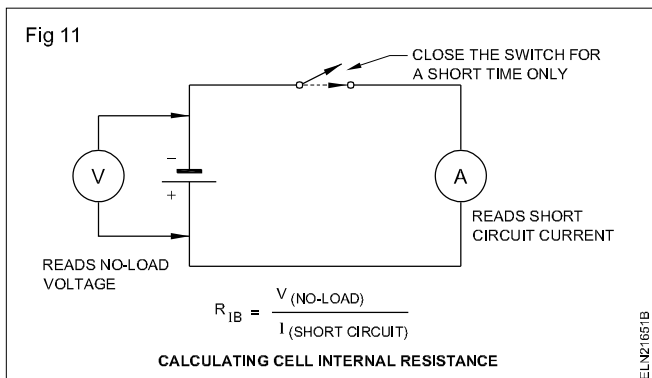 Fig 11
CLOSE THE SWITCH FOR
A SHORT TIME ONLY
−
V
+
A
READS SHORT
CIRCUIT CURRENT
READS NO-LOAD
VOLTAGE
R IB = V (NO-LOAD) / I (SHORT CIRCUIT)
CALCULATING CELL INTERNAL RESISTANCE
ELN21651B